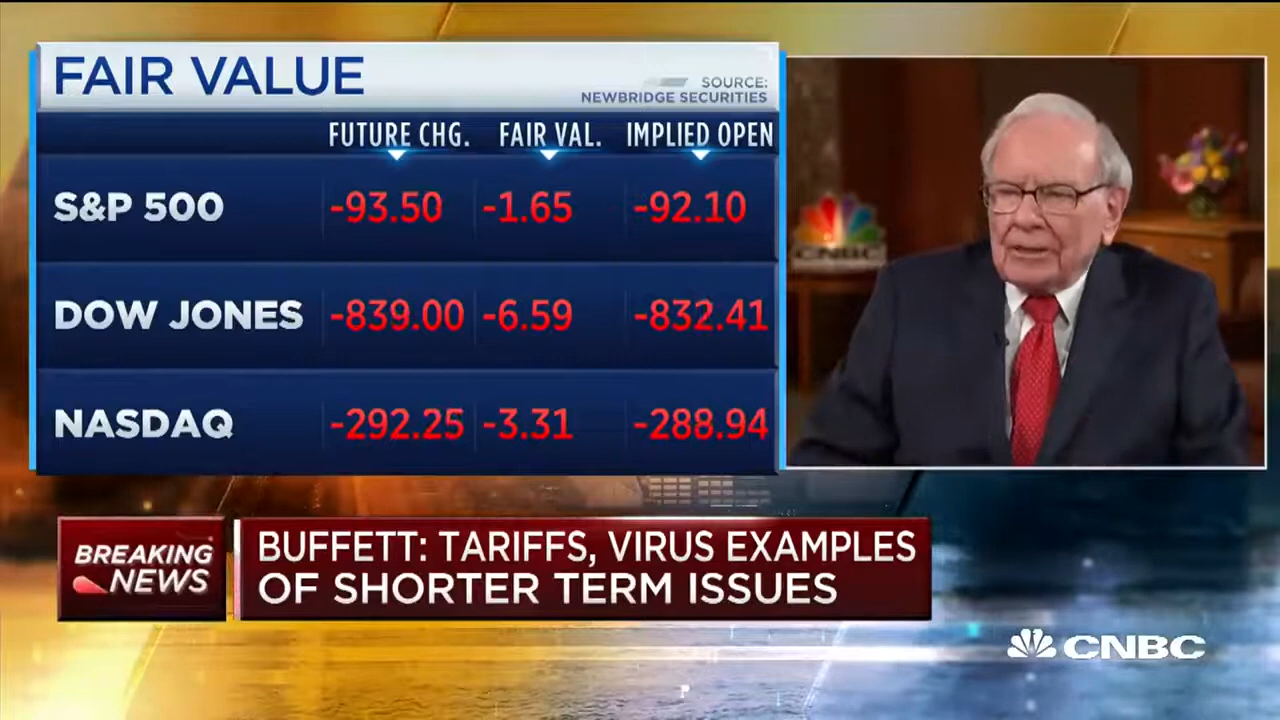 FAIR VALUE
SOURCE:
NEWBRIDGE SECURITIES
FUTURE CHG. FAIR VAL. IMPLIED OPEN
S&P 500 -93.50 -1.65 -92.10
DOW JONES -839.00 -6.59 -832.41
NASDAQ -292.25 -3.31 -288.94
CNBC
BREAKING
NEWS
BUFFETT: TARIFFS, VIRUS EXAMPLES
OF SHORTER TERM ISSUES
CNBC